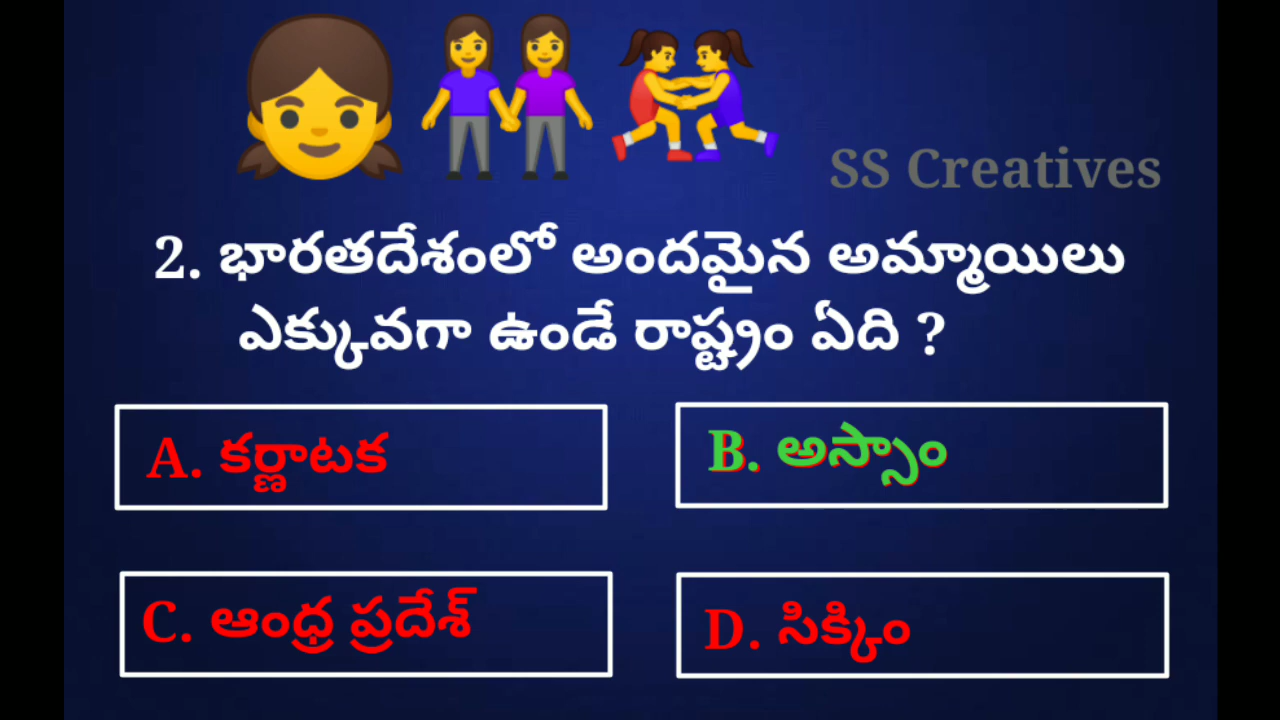 SS Creatives
2. భారతదేశంలో అందమైన అమ్మాయిలు
ఎక్కువగా ఉండే రాష్ట్రం ఏది ?
A. కర్ణాటక
B. అస్సాం
C. ఆంధ్ర ప్రదేశ్
D. సిక్కిం